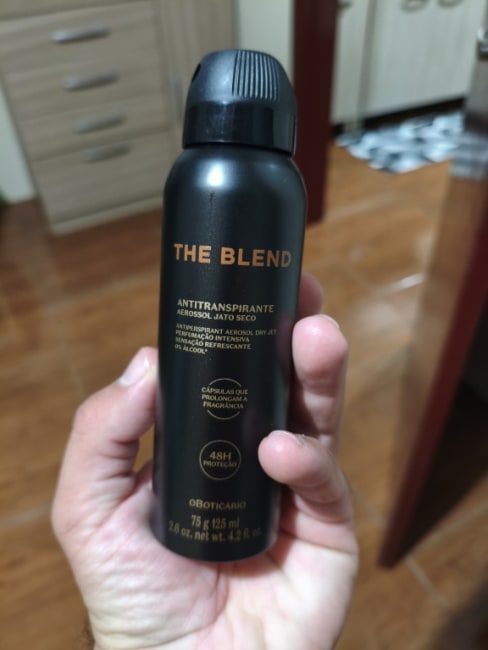 THE BLEND
ANTITRANSPIRANTE
AEROSSOL JATO SECO
ANTIPERSPIRANT AEROSOL DRY JET
PERFUMAÇÃO INTENSIVA
SENSAÇÃO REFRESCANTE
0% ÁLCOOL*
CÁPSULAS QUE
PROLONGAM A
FRAGRÂNCIA
48H
PROTEÇÃO
oBOTICÁRIO
75 g 125 ml
2.6 oz. net wt. 4.2 fl. oz.